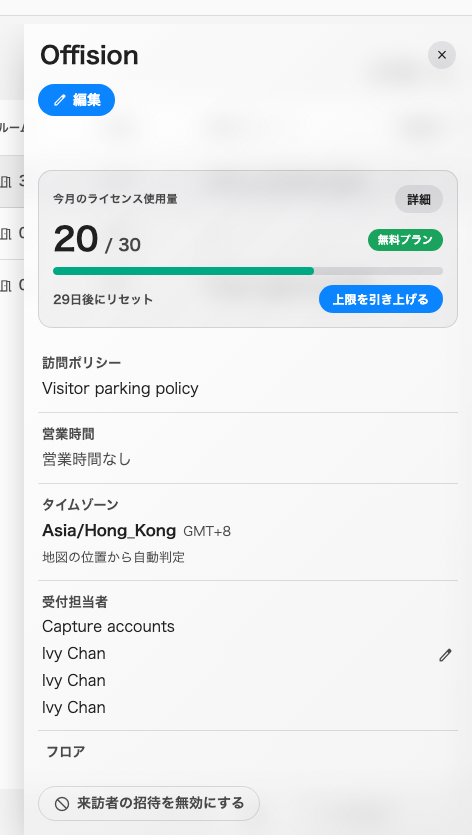 Offision
編集
ルーム
3
今月のライセンス使用量
詳細
20 / 30
無料プラン
29日後にリセット
上限を引き上げる
訪問ポリシー
Visitor parking policy
営業時間
営業時間なし
タイムゾーン
Asia/Hong_Kong GMT+8
地図の位置から自動判定
受付担当者
Capture accounts
Ivy Chan
Ivy Chan
Ivy Chan
フロア
来訪者の招待を無効にする